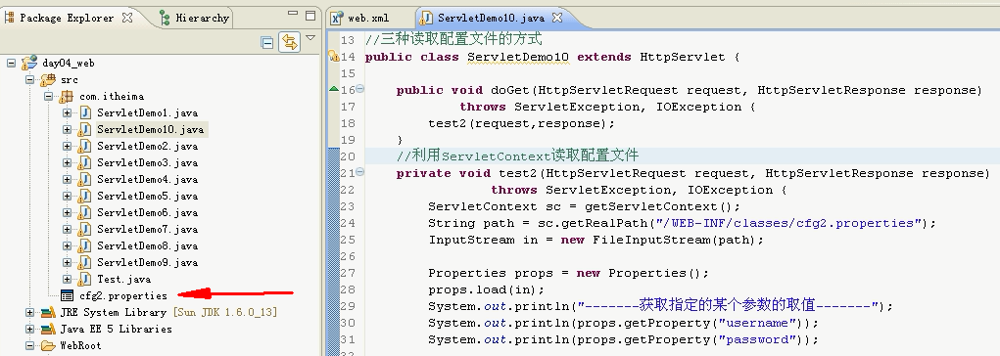 Package Explorer
Hierarchy
day04_web
src
com.itheima
ServletDemo1.java
ServletDemo10.java
ServletDemo2.java
ServletDemo3.java
ServletDemo4.java
ServletDemo5.java
ServletDemo6.java
ServletDemo7.java
ServletDemo8.java
ServletDemo9.java
Test.java
cfg2.properties
JRE System Library [Sun JDK 1.6.0_13]
Java EE 5 Libraries
WebRoot
web.xml
ServletDemo10.java
13 //三种读取配置文件的方式
14 public class ServletDemo10 extends HttpServlet {
15
16 public void doGet(HttpServletRequest request, HttpServletResponse response)
17 throws ServletException, IOException {
18 test2(request,response);
19 }
20 //利用ServletContext读取配置文件
21 private void test2(HttpServletRequest request, HttpServletResponse response)
22 throws ServletException, IOException {
23 ServletContext sc = getServletContext();
24 String path = sc.getRealPath("/WEB-INF/classes/cfg2.properties");
25 InputStream in = new FileInputStream(path);
26
27 Properties props = new Properties();
28 props.load(in);
29 System.out.println("-------获取指定的某个参数的取值-------");
30 System.out.println(props.getProperty("username"));
31 System.out.println(props.getProperty("password"));